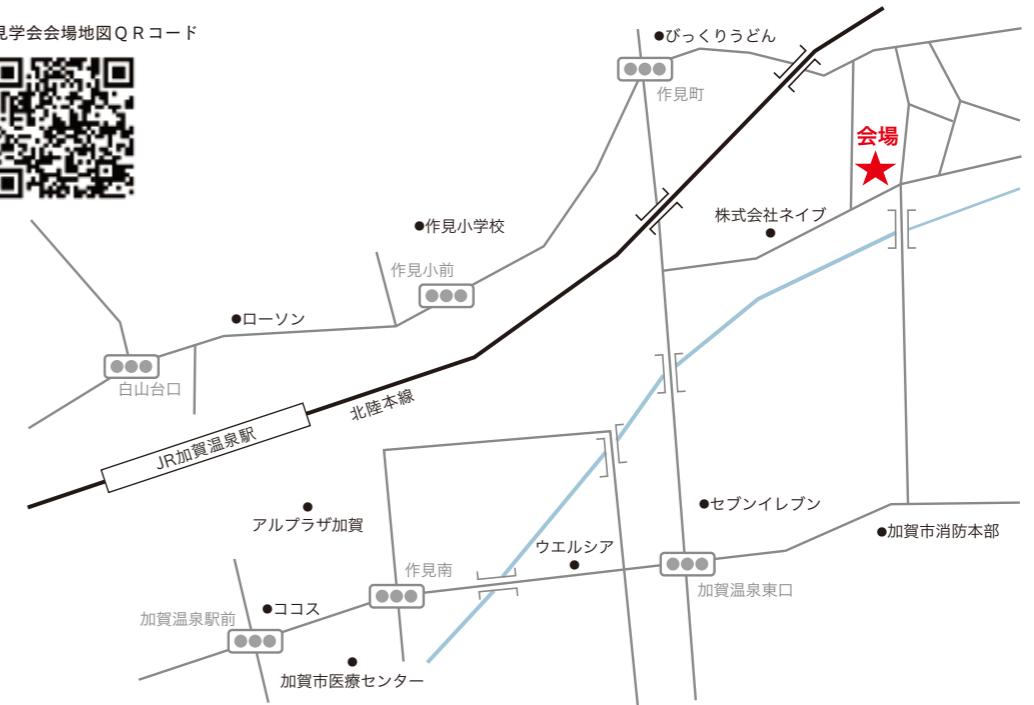 見学会会場地図QRコード
びっくりうどん
作見町
会場
株式会社ネイブ
作見小学校
作見小前
ローソン
白山台口
北陸本線
JR加賀温泉駅
アルプラザ加賀
セブンイレブン
加賀市消防本部
ウエルシア
作見南
加賀温泉東口
ココス
加賀温泉駅前
加賀市医療センター